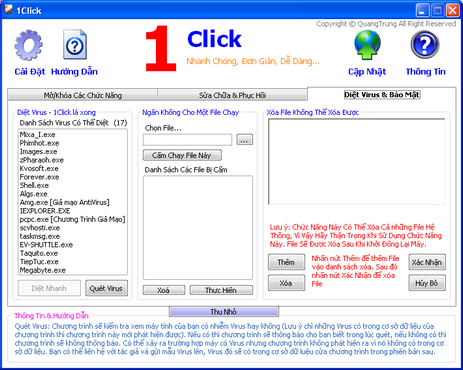 1Click
Copyright © QuangTrung All Right Reserved
1 Click
Nhanh Chóng, Đơn Giản, Dễ Dàng...
Cài Đặt
Hướng Dẫn
Cập Nhật
Thông Tin
Mở/Khóa Các Chức Năng
Sửa Chữa & Phục Hồi
Diệt Virus & Bảo Mật
Diệt Virus - 1Click là xong
Danh Sách Virus Có Thể Diệt (17)
Mixa_I.exe
Phimhot.exe
Images.exe
zPharaoh.exe
Kvosoft.exe
Forever.exe
Shell.exe
Algs.exe
Amg.exe [Giả mạo AntiVirus]
IEXPLORER.EXE
pcpc.exe [Chương Trình Giả Mạo]
scvhosti.exe
taskmsg.exe
EV-SHUTTLE.exe
Taquito.exe
TiepTuc.exe
Megabyte.exe
Diệt Nhanh
Quét Virus
Ngăn Không Cho Một File Chạy
Chọn File...
...
Cấm Chạy File Này
Danh Sách Các File Bị Cấm
Xoá
Thực Hiện
Xóa File Không Thể Xóa Được
Lưu ý: Chức Năng Này Có Thể Xóa Cả những File Hệ
Thống, Vì Vậy Hãy Thận Trọng Khi Sử Dụng Chức Năng
Này. File Sẽ Được Xóa Sau Khi Khởi Động Lại Máy.
Thêm
Xóa
Nhấn nút Thêm để thêm File
vào danh sách xóa. Sau đó
nhấn nút Xác Nhận để xóa
File
Xác Nhận
Hủy Bỏ
Thu Nhỏ
Thông Tin & Hướng Dẫn
Quét Virus: Chương trình sẽ kiểm tra xem máy tính của bạn có nhiễm Virus hay không (Lưu ý chỉ những Virus có trong cơ sở dữ liệu của
chương trình thì chương trình này mới phát hiện được). Nếu có thì chương trình sẽ thông báo cho bạn biết trong lúc quét, nếu không có thì
chương trình sẽ không thông báo. Có thể xảy ra trường hợp máy có Virus nhưng chương trình không phát hiện ra vì nó không có trong cơ
sở dữ liệu. Bạn có thể liên hệ với tác giả và gửi mẫu Virus lên, Virus đó sẽ có trong cơ sở dữ liệu cửa chương trình trong phiên bản sau.